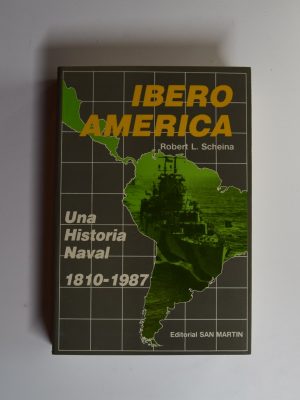 IBERO
AMERICA
Robert L. Scheina
Una
Historia
Naval
1810-1987
Editorial SAN MARTIN